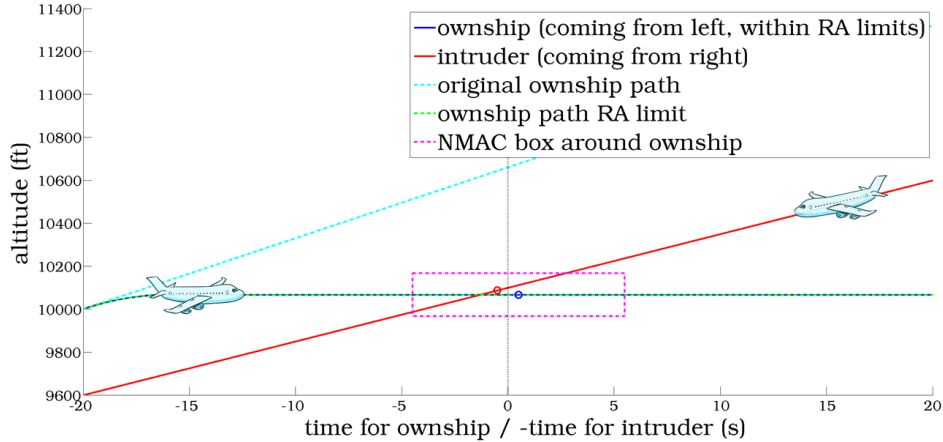 11400
11200
11000
10800
10600
10400
10200
10000
9800
9600
altitude (ft)
ownship (coming from left, within RA limits)
intruder (coming from right)
original ownship path
ownship path RA limit
NMAC box around ownship
-20 -15 -10 -5 0 5 10 15 20
time for ownship / -time for intruder (s)